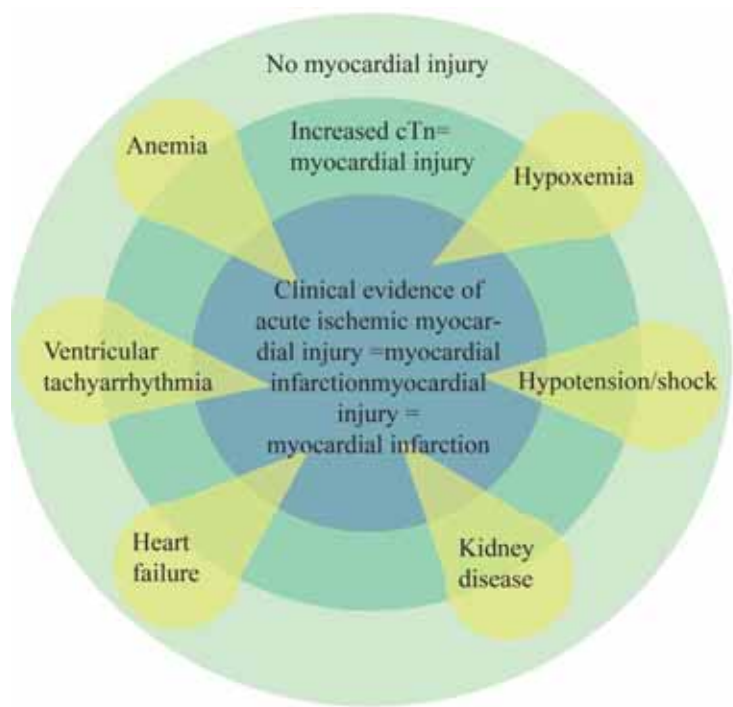 No myocardial injury
Increased cTn=
myocardial injury
Anemia
Hypoxemia
Clinical evidence of
acute ischemic myocar-
dial injury =myocardial
infarctionmyocardial
injury =
myocardial infarction
Ventricular
tachyarrhythmia
Hypotension/shock
Heart
failure
Kidney
disease